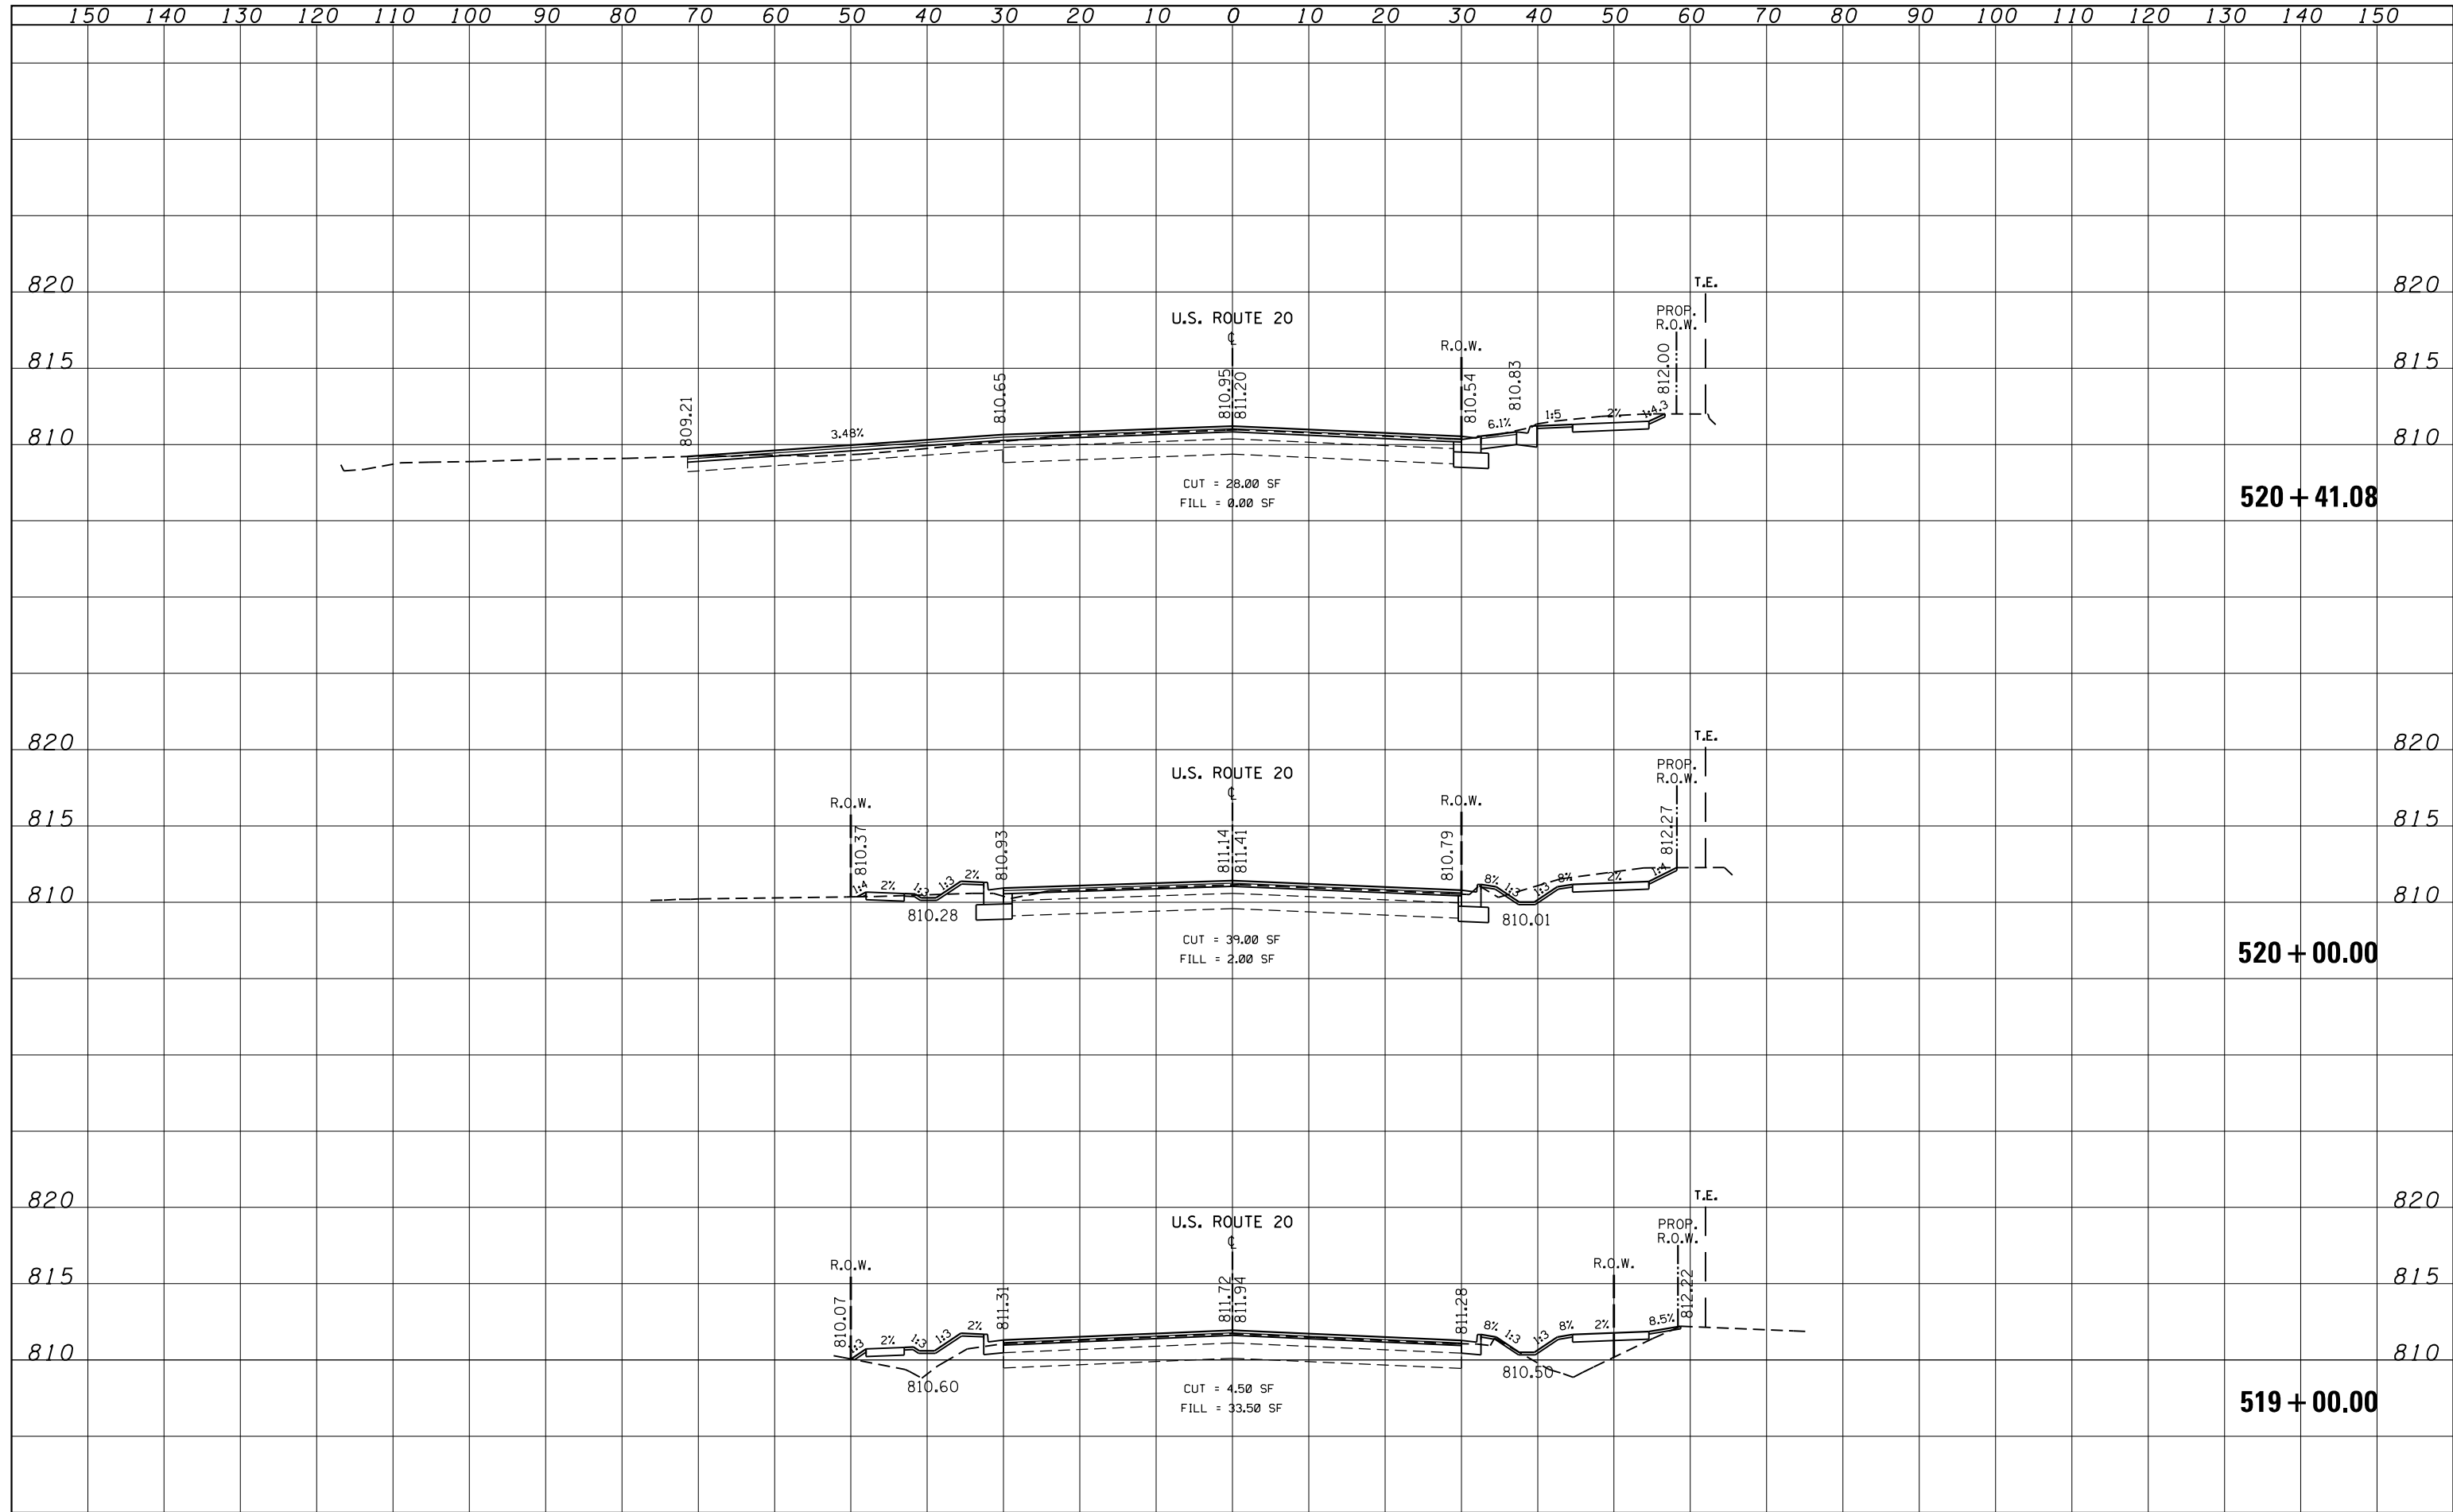 150 140 130 120 110 100 90 80 70 60 50 40 30 20 10 0 10 20 30 40 50 60 70 80 90 100 110 120 130 140 150
T.E.
820 820
PROP.
R.O.W.
U.S. ROUTE 20
℄
R.O.W.
815 815
809.21
3.48%
810.65
810.95
811.20
810.54
6.1%
810.83
1:5
2%
1:4.3
812.00
810 810
CUT = 28.00 SF
FILL = 0.00 SF
520+41.08
T.E.
820 820
PROP.
R.O.W.
U.S. ROUTE 20
℄
R.O.W.
R.O.W.
815 815
810.37
810.93
811.14
811.41
810.79
812.27
1:4
2%
1:3
1:3
2%
8%
1:3
1:3
8%
2%
1:4
810 810
810.28
810.01
CUT = 39.00 SF
FILL = 2.00 SF
520+00.00
T.E.
820 820
PROP.
R.O.W.
U.S. ROUTE 20
℄
R.O.W.
R.O.W.
815 815
810.07
811.31
811.72
811.94
811.28
812.22
1:3
2%
1:3
1:3
2%
8%
1:3
1:3
8%
2%
8.5%
810 810
810.60
810.50
CUT = 4.50 SF
FILL = 33.50 SF
519+00.00